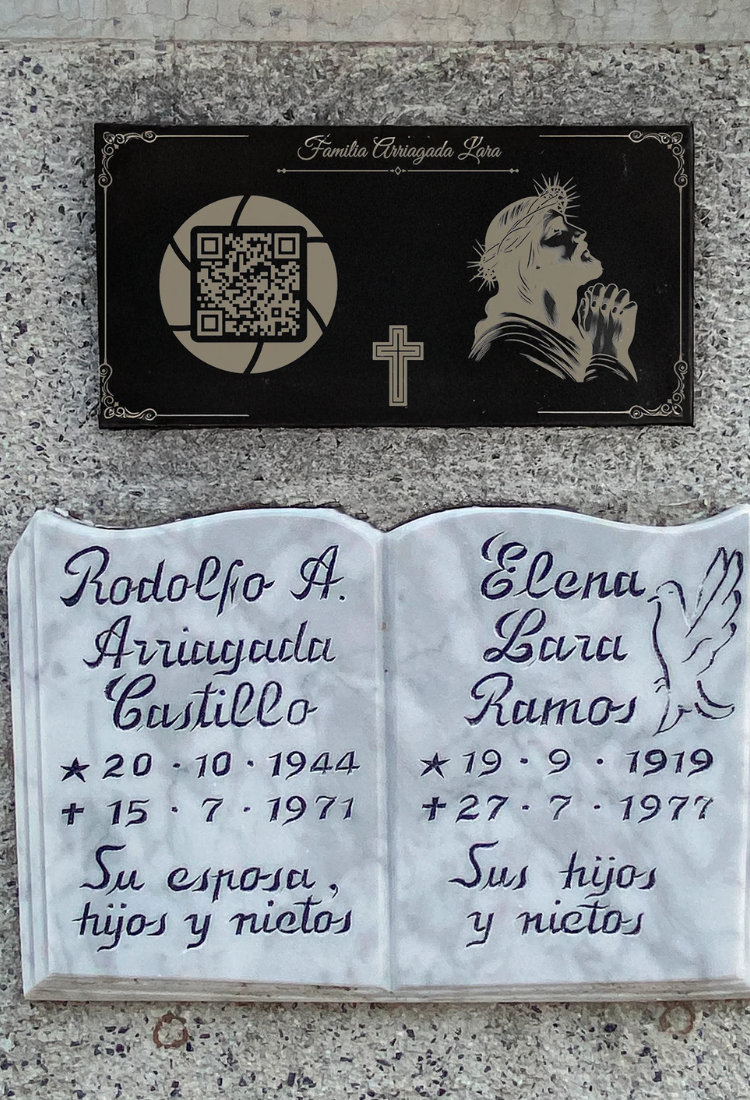 Familia Arriagada Lara
Rodolfo A.
Arriagada
Castillo
★ 20 · 10 · 1944
✝ 15 · 7 · 1971
Su esposa,
hijos y nietos
Elena
Lara
Ramos
★ 19 · 9 · 1919
✝ 27 · 7 · 1977
Sus hijos
y nietos